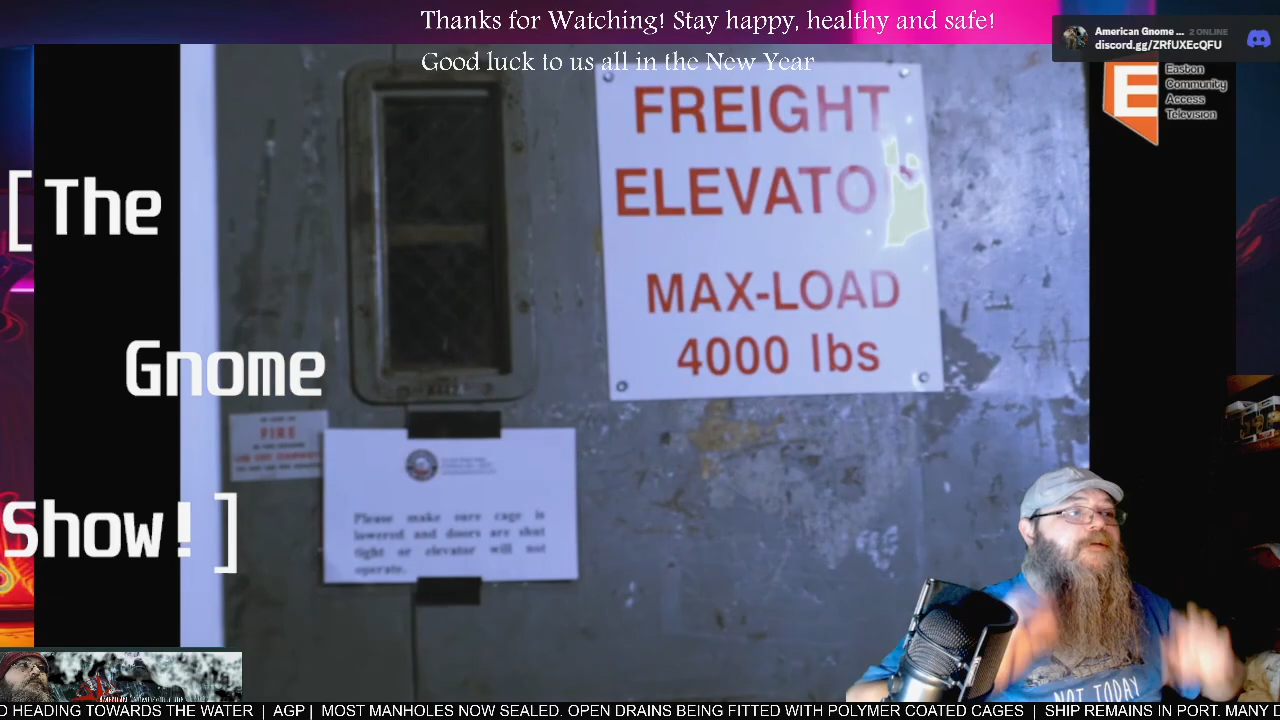 Thanks for Watching! Stay happy, healthy and safe!
Good luck to us all in the New Year
American Gnome ... 2 ONLINE
discord.gg/ZRfUXEcQFU
E
Easton
Community
Access
Television
[The
Gnome
Show!]
FREIGHT
ELEVATO
MAX-LOAD
4000 lbs
FIRE
Please make sure cage is
lowered and doors are shut
tight or elevator will not
operate.
NOT TODAY
D HEADING TOWARDS THE WATER | AGP | MOST MANHOLES NOW SEALED. OPEN DRAINS BEING FITTED WITH POLYMER COATED CAGES | SHIP REMAINS IN PORT. MANY